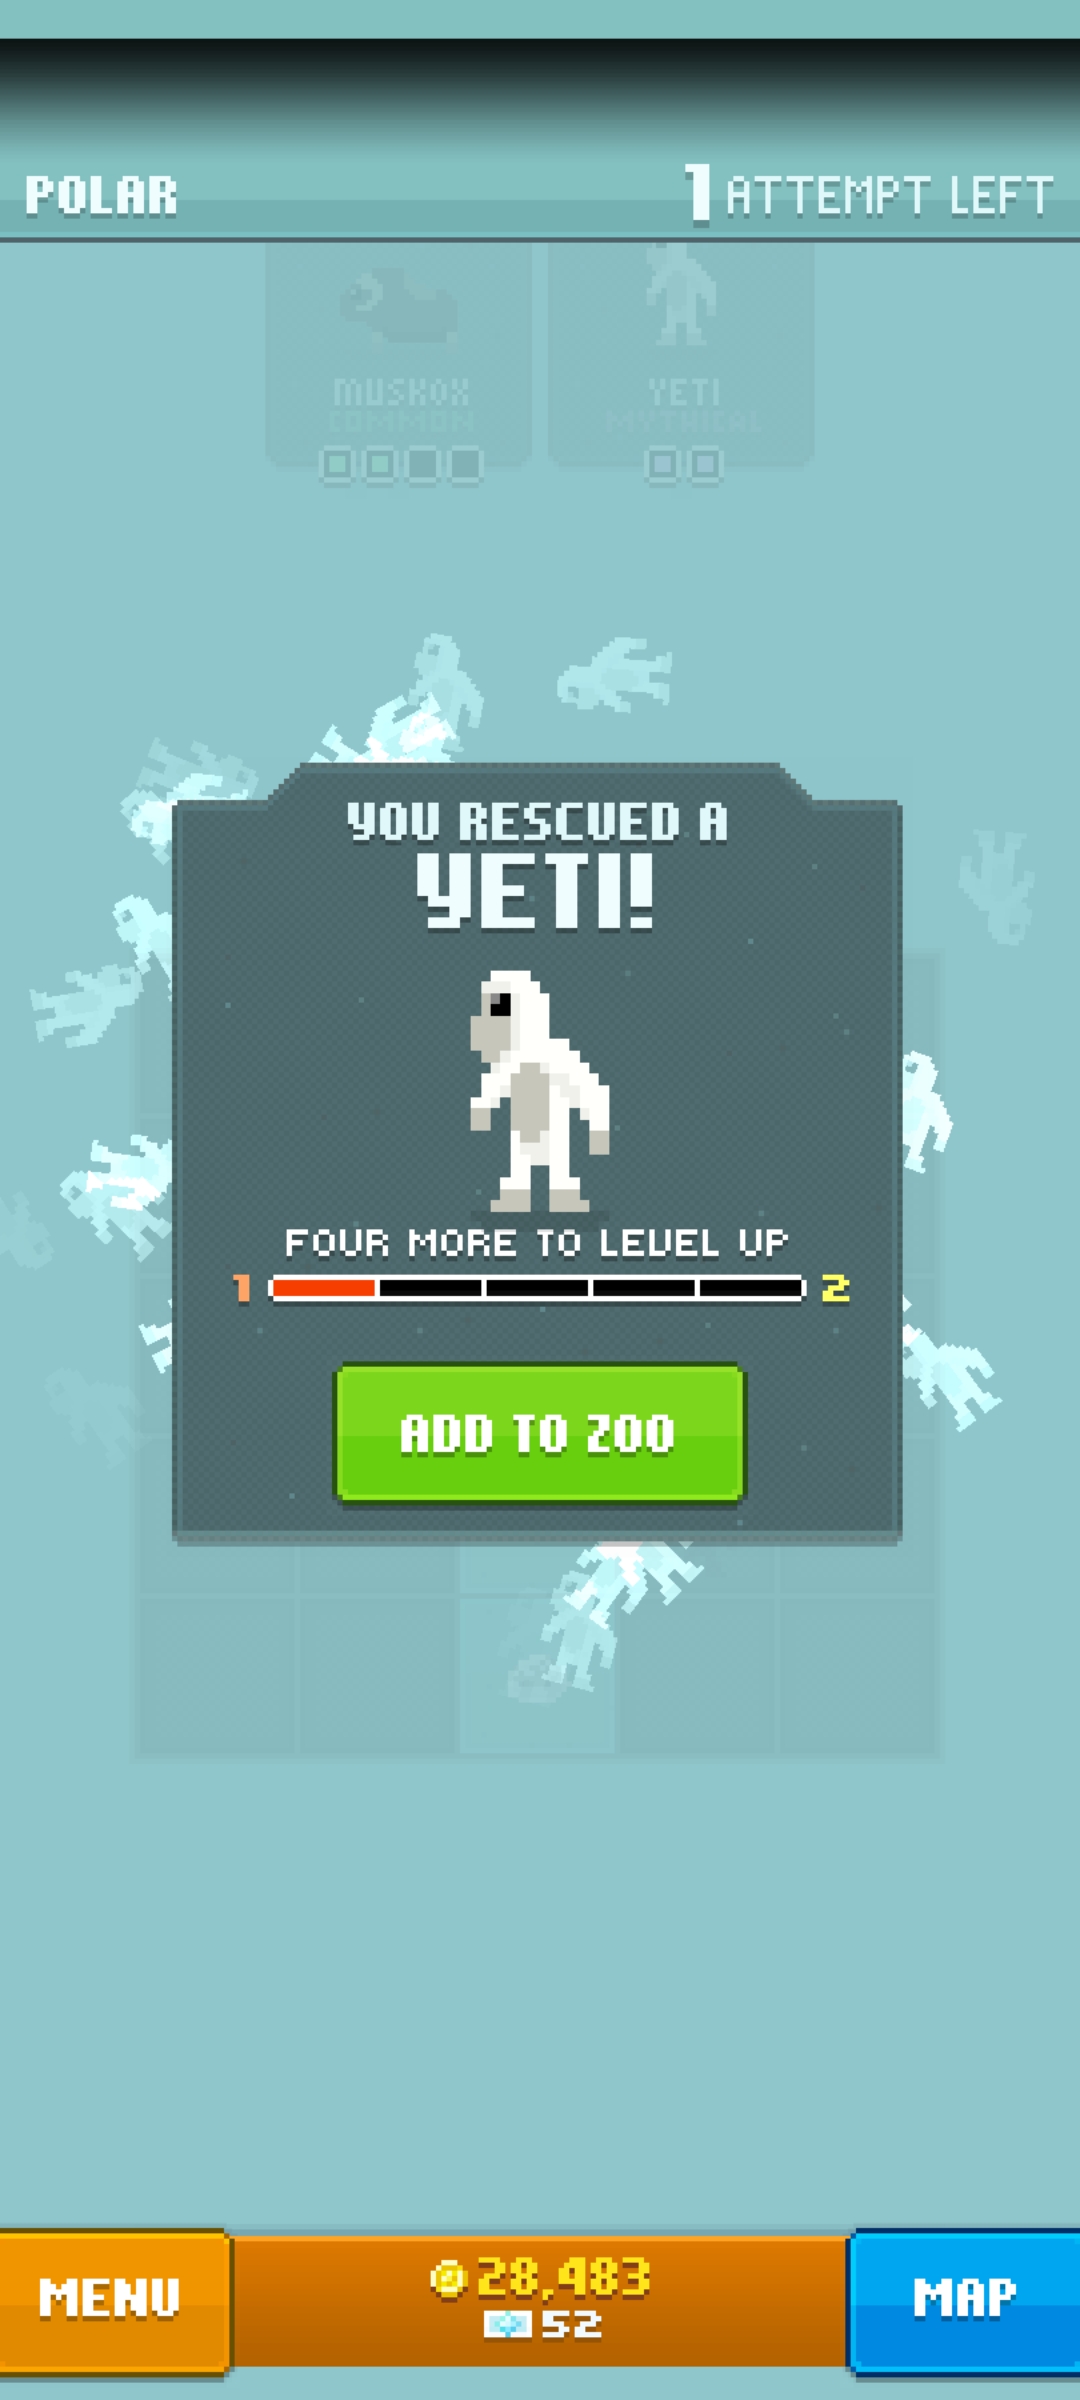 POLAR
1 ATTEMPT LEFT
MUSKOX
COMMON
YETI
MYTHICAL
YOU RESCUED A
YETI!
FOUR MORE TO LEVEL UP
1
2
ADD TO ZOO
MENU
28,483
52
MAP